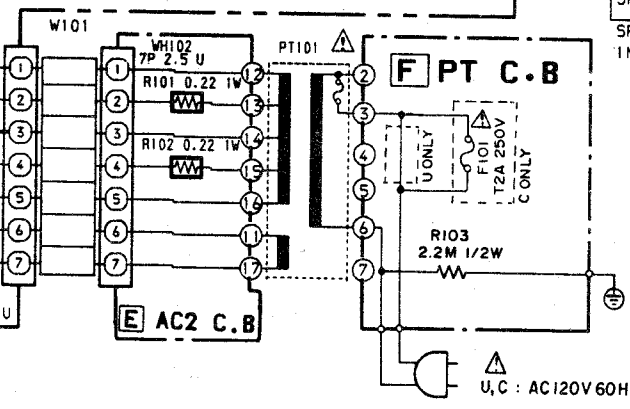 W101
WH102
7P 2.5 U
PT101
R101 0.22 1W
R102 0.22 1W
1
2
3
4
5
6
7
1
2
3
4
5
6
7
12
13
14
15
16
11
17
2
3
4
5
6
7
F PT C.B
U ONLY
F101
T2A 250V
C ONLY
R103
2.2M 1/2W
E AC2 C.B
U
U,C : AC120V 60H